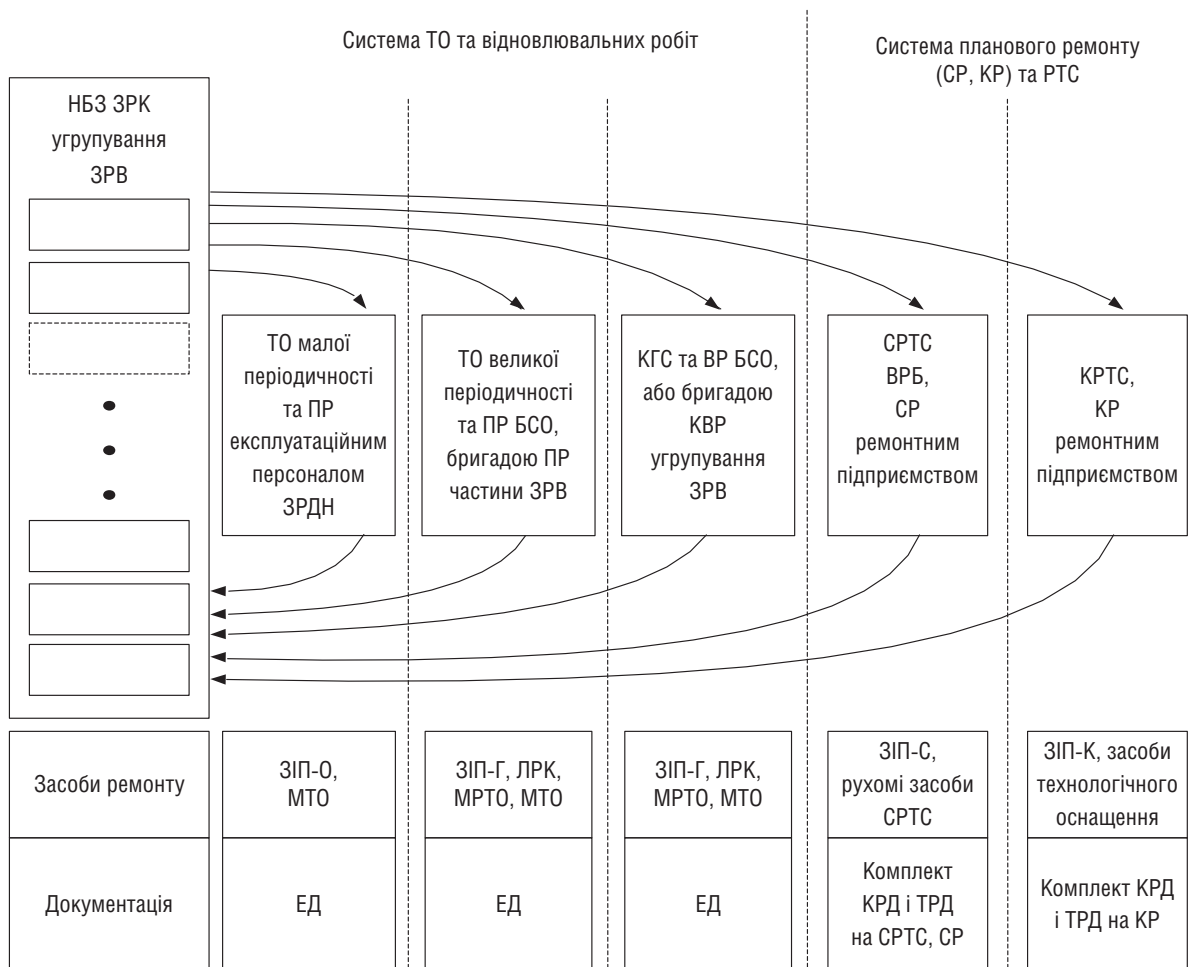 Система ТО та відновлювальних робіт
Система планового ремонту
(СР, КР) та РТС
НБЗ ЗРК
угрупування
ЗРВ
ТО малої
періодичності
та ПР
експлуатаційним
персоналом
ЗРДН
ТО великої
періодичності
та ПР БСО,
бригадою ПР
частини ЗРВ
КГС та ВР БСО,
або бригадою
КВР
угрупування
ЗРВ
СРТС
ВРБ,
СР
ремонтним
підприємством
КРТС,
КР
ремонтним
підприємством
Засоби ремонту
ЗІП-О,
МТО
ЗІП-Г, ЛРК,
МРТО, МТО
ЗІП-Г, ЛРК,
МРТО, МТО
ЗІП-С,
рухомі засоби
СРТС
ЗІП-К, засоби
технологічного
оснащення
Документація
ЕД
ЕД
ЕД
Комплект
КРД і ТРД
на СРТС, СР
Комплект КРД
і ТРД на КР